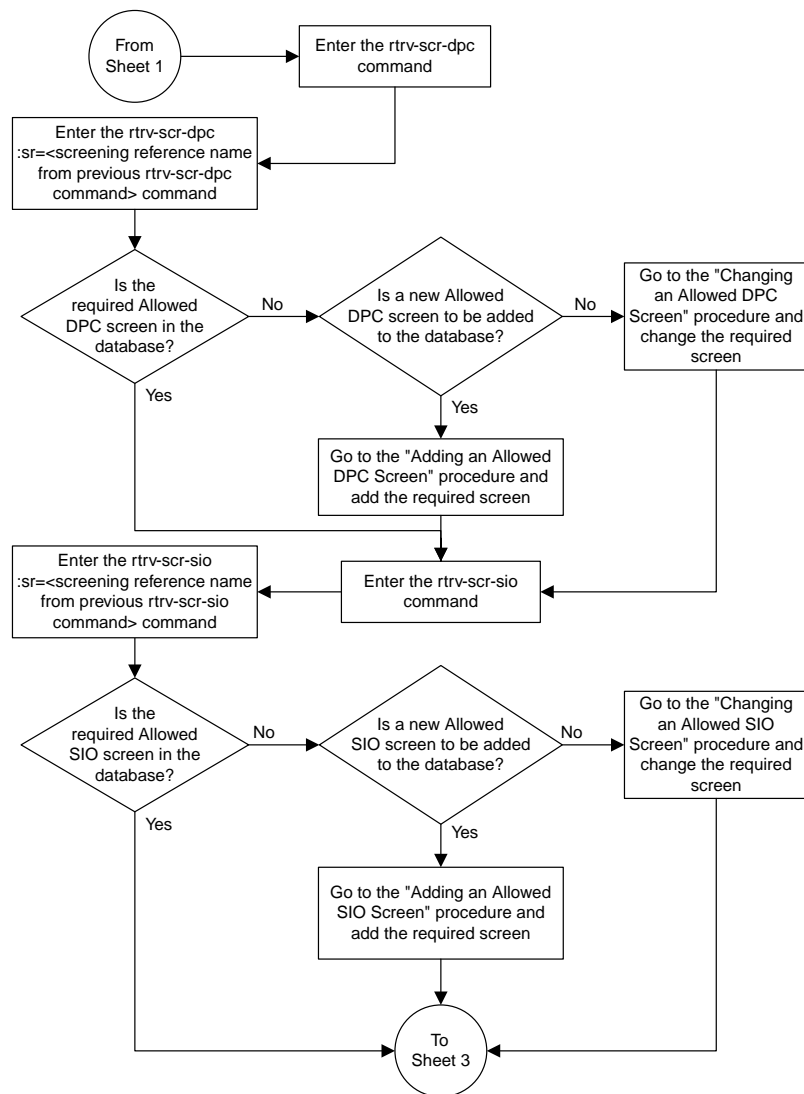 From
Sheet 1
Enter the rtrv-scr-dpc
command
Enter the rtrv-scr-dpc
:sr=<screening reference name
from previous rtrv-scr-dpc
command> command
Is the
required Allowed
DPC screen in the
database?
No
Is a new Allowed
DPC screen to be added
to the database?
No
Go to the "Changing
an Allowed DPC
Screen" procedure and
change the required
screen
Yes
Yes
Go to the "Adding an Allowed
DPC Screen" procedure and
add the required screen
Enter the rtrv-scr-sio
command
Enter the rtrv-scr-sio
:sr=<screening reference name
from previous rtrv-scr-sio
command> command
Is the
required Allowed
SIO screen in the
database?
No
Is a new Allowed
SIO screen to be added
to the database?
No
Go to the "Changing
an Allowed SIO
Screen" procedure and
change the required
screen
Yes
Yes
Go to the "Adding an Allowed
SIO Screen" procedure and
add the required screen
To
Sheet 3